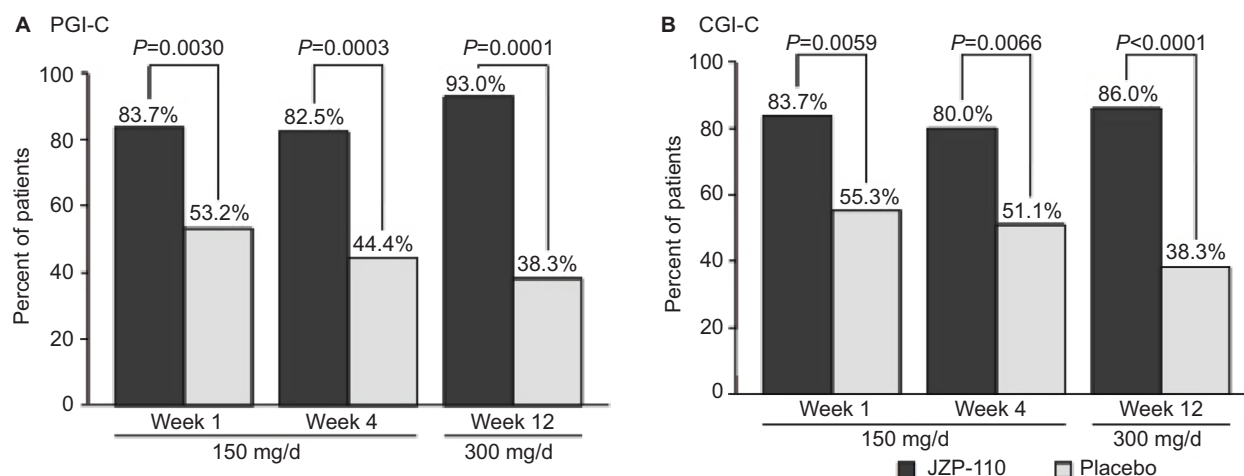 A PGI-C
P=0.0030
P=0.0003
P=0.0001
100
80
60
40
20
0
Percent of patients
83.7%
53.2%
82.5%
44.4%
93.0%
38.3%
Week 1
Week 4
Week 12
150 mg/d
300 mg/d
B CGI-C
P=0.0059
P=0.0066
P<0.0001
100
80
60
40
20
0
Percent of patients
83.7%
55.3%
80.0%
51.1%
86.0%
38.3%
Week 1
Week 4
Week 12
150 mg/d
300 mg/d
JZP-110
Placebo